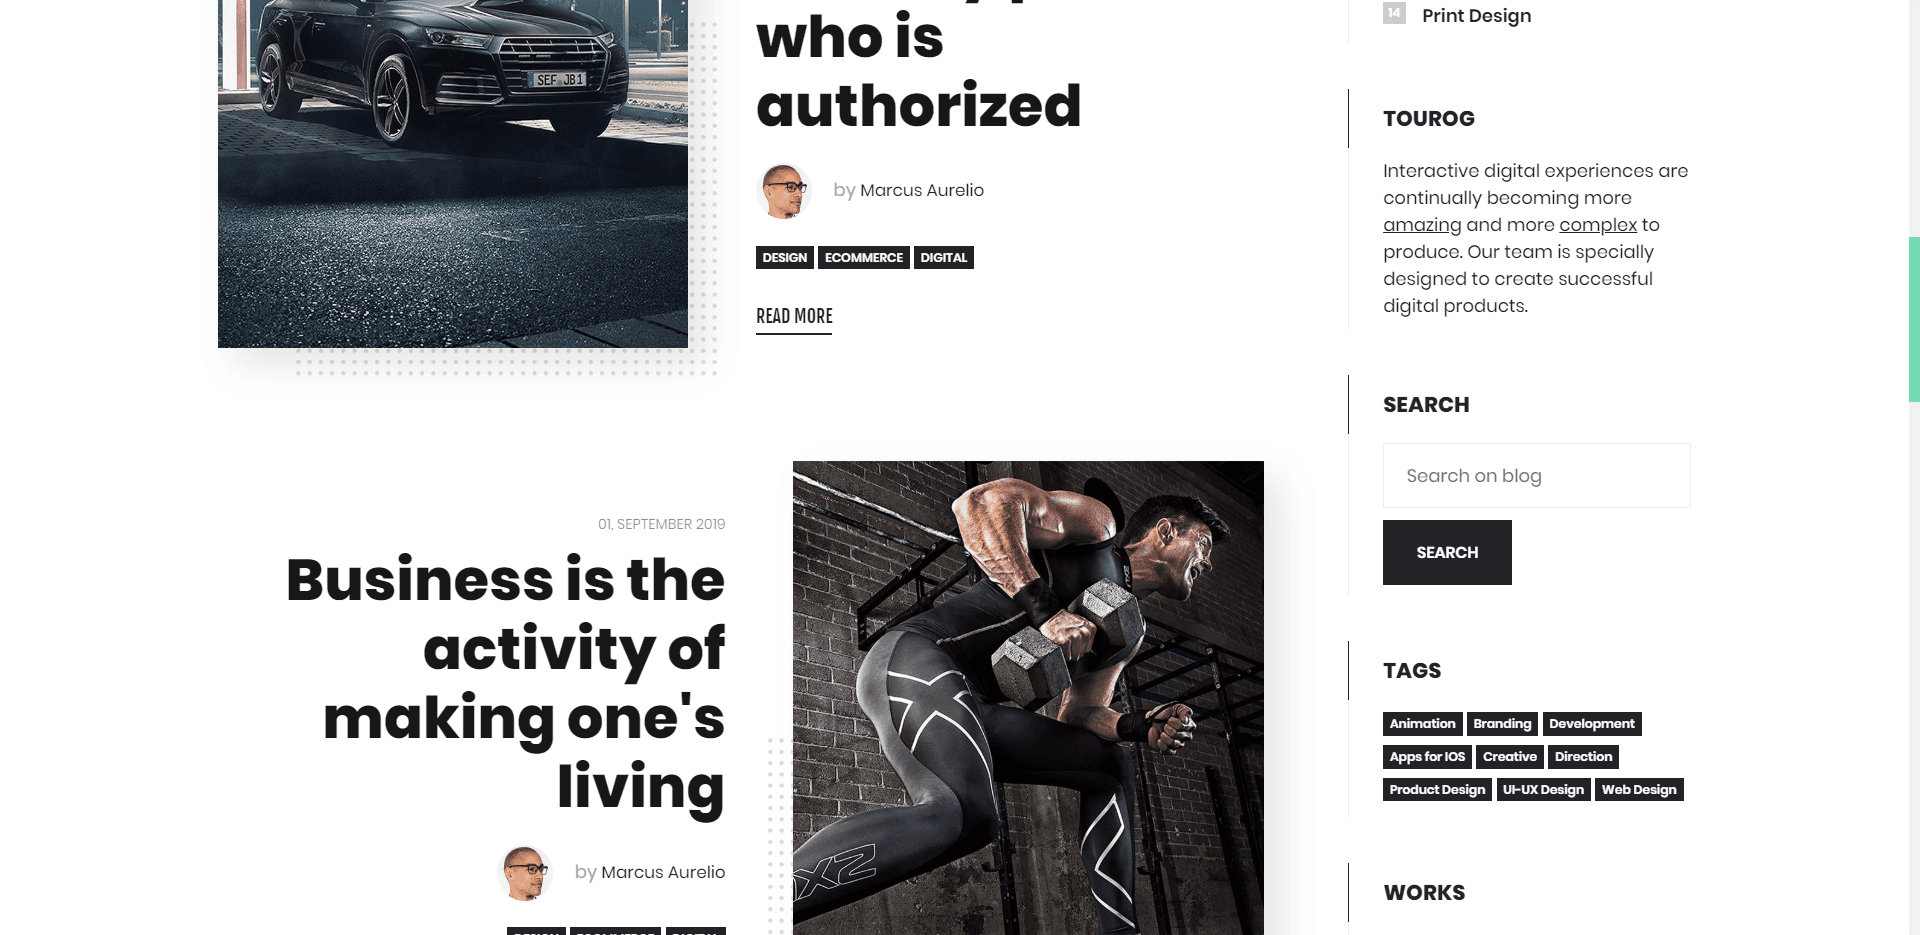 who is
authorized
by Marcus Aurelio
DESIGN ECOMMERCE DIGITAL
READ MORE
SEF JB1
01, SEPTEMBER 2019
Business is the
activity of
making one's
living
by Marcus Aurelio
14 Print Design
TOUROG
Interactive digital experiences are
continually becoming more
amazing and more complex to
produce. Our team is specially
designed to create successful
digital products.
SEARCH
Search on blog
SEARCH
TAGS
Animation Branding Development
Apps for IOS Creative Direction
Product Design UI-UX Design Web Design
WORKS